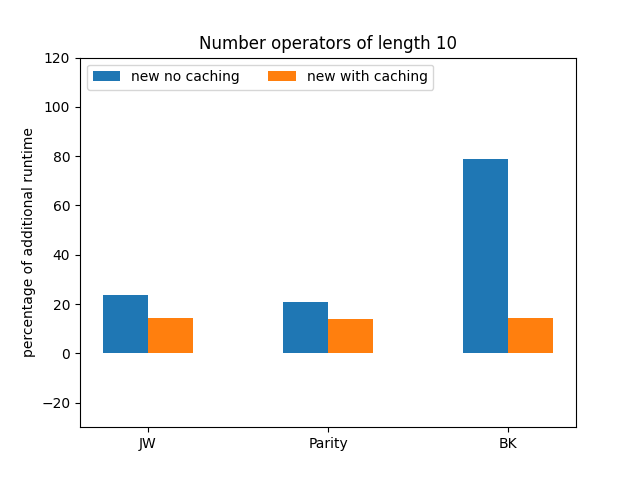 Number operators of length 10
new no caching
new with caching
percentage of additional runtime
120
100
80
60
40
20
0
−20
JW
Parity
BK